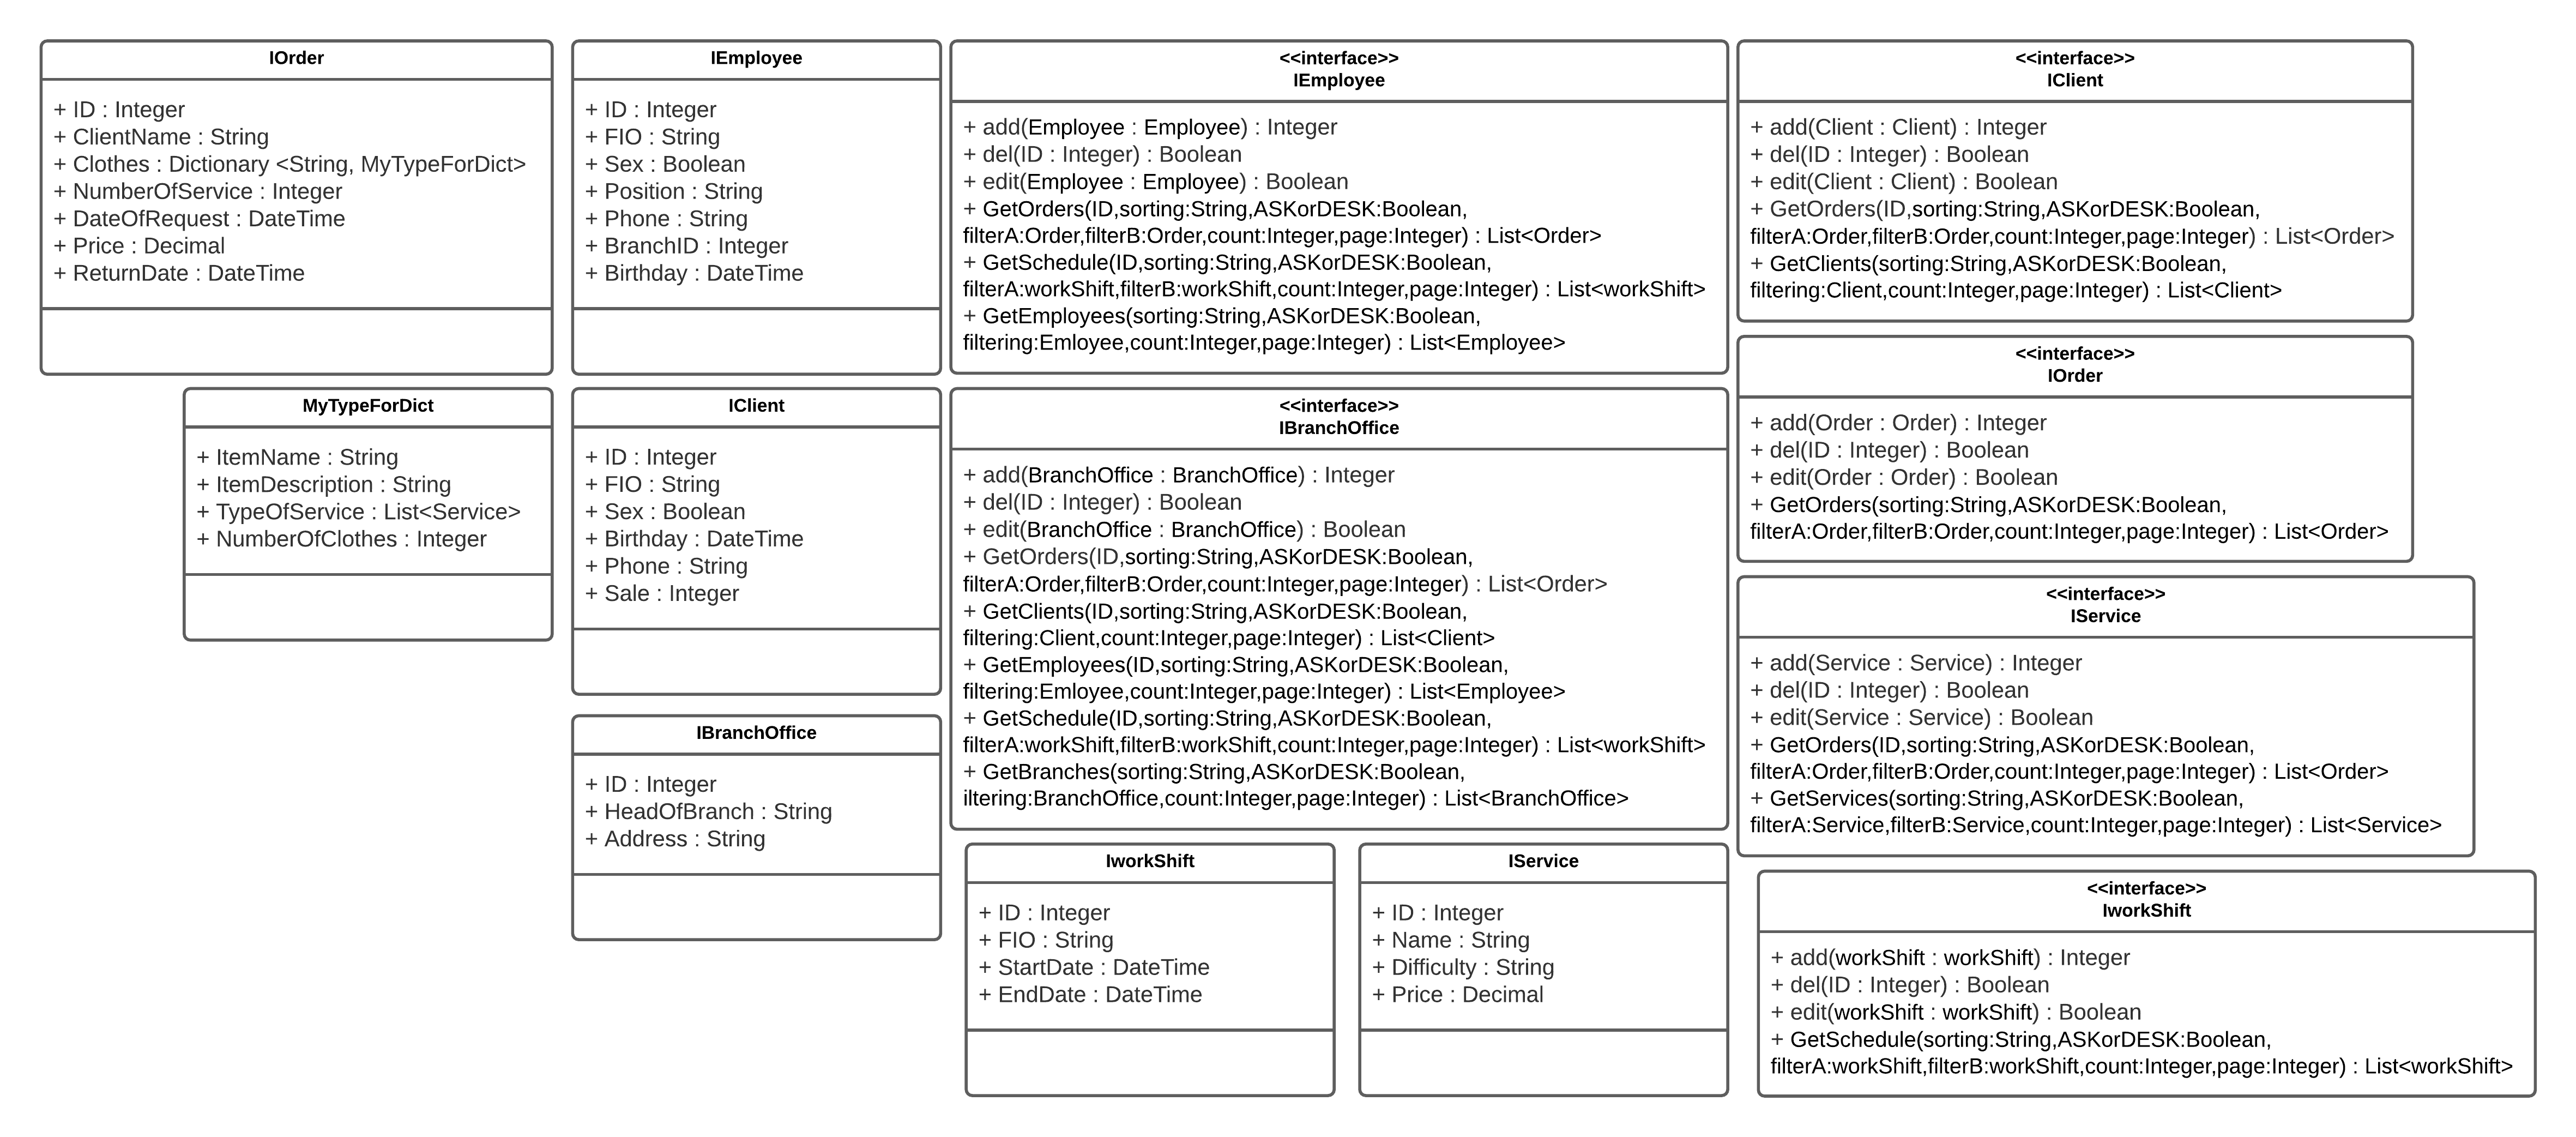 IOrder
+ ID : Integer
+ ClientName : String
+ Clothes : Dictionary <String, MyTypeForDict>
+ NumberOfService : Integer
+ DateOfRequest : DateTime
+ Price : Decimal
+ ReturnDate : DateTime
MyTypeForDict
+ ItemName : String
+ ItemDescription : String
+ TypeOfService : List<Service>
+ NumberOfClothes : Integer
IEmployee
+ ID : Integer
+ FIO : String
+ Sex : Boolean
+ Position : String
+ Phone : String
+ BranchID : Integer
+ Birthday : DateTime
IClient
+ ID : Integer
+ FIO : String
+ Sex : Boolean
+ Birthday : DateTime
+ Phone : String
+ Sale : Integer
IBranchOffice
+ ID : Integer
+ HeadOfBranch : String
+ Address : String
<<interface>>
IEmployee
+ add(Employee : Employee) : Integer
+ del(ID : Integer) : Boolean
+ edit(Employee : Employee) : Boolean
+ GetOrders(ID,sorting:String,ASKorDESK:Boolean,
filterA:Order,filterB:Order,count:Integer,page:Integer) : List<Order>
+ GetSchedule(ID,sorting:String,ASKorDESK:Boolean,
filterA:workShift,filterB:workShift,count:Integer,page:Integer) : List<workShift>
+ GetEmployees(sorting:String,ASKorDESK:Boolean,
filtering:Emloyee,count:Integer,page:Integer) : List<Employee>
<<interface>>
IBranchOffice
+ add(BranchOffice : BranchOffice) : Integer
+ del(ID : Integer) : Boolean
+ edit(BranchOffice : BranchOffice) : Boolean
+ GetOrders(ID,sorting:String,ASKorDESK:Boolean,
filterA:Order,filterB:Order,count:Integer,page:Integer) : List<Order>
+ GetClients(ID,sorting:String,ASKorDESK:Boolean,
filtering:Client,count:Integer,page:Integer) : List<Client>
+ GetEmployees(ID,sorting:String,ASKorDESK:Boolean,
filtering:Emloyee,count:Integer,page:Integer) : List<Employee>
+ GetSchedule(ID,sorting:String,ASKorDESK:Boolean,
filterA:workShift,filterB:workShift,count:Integer,page:Integer) : List<workShift>
+ GetBranches(sorting:String,ASKorDESK:Boolean,
iltering:BranchOffice,count:Integer,page:Integer) : List<BranchOffice>
IworkShift
+ ID : Integer
+ FIO : String
+ StartDate : DateTime
+ EndDate : DateTime
IService
+ ID : Integer
+ Name : String
+ Difficulty : String
+ Price : Decimal
<<interface>>
IClient
+ add(Client : Client) : Integer
+ del(ID : Integer) : Boolean
+ edit(Client : Client) : Boolean
+ GetOrders(ID,sorting:String,ASKorDESK:Boolean,
filterA:Order,filterB:Order,count:Integer,page:Integer) : List<Order>
+ GetClients(sorting:String,ASKorDESK:Boolean,
filtering:Client,count:Integer,page:Integer) : List<Client>
<<interface>>
IOrder
+ add(Order : Order) : Integer
+ del(ID : Integer) : Boolean
+ edit(Order : Order) : Boolean
+ GetOrders(sorting:String,ASKorDESK:Boolean,
filterA:Order,filterB:Order,count:Integer,page:Integer) : List<Order>
<<interface>>
IService
+ add(Service : Service) : Integer
+ del(ID : Integer) : Boolean
+ edit(Service : Service) : Boolean
+ GetOrders(ID,sorting:String,ASKorDESK:Boolean,
filterA:Order,filterB:Order,count:Integer,page:Integer) : List<Order>
+ GetServices(sorting:String,ASKorDESK:Boolean,
filterA:Service,filterB:Service,count:Integer,page:Integer) : List<Service>
<<interface>>
IworkShift
+ add(workShift : workShift) : Integer
+ del(ID : Integer) : Boolean
+ edit(workShift : workShift) : Boolean
+ GetSchedule(sorting:String,ASKorDESK:Boolean,
filterA:workShift,filterB:workShift,count:Integer,page:Integer) : List<workShift>